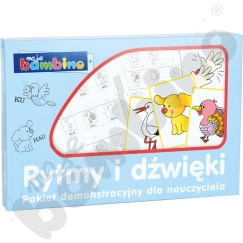 moje
bambino
KU
HAU!
Rytmy i dźwięki
Pakiet demonstracyjny dla nauczyciela